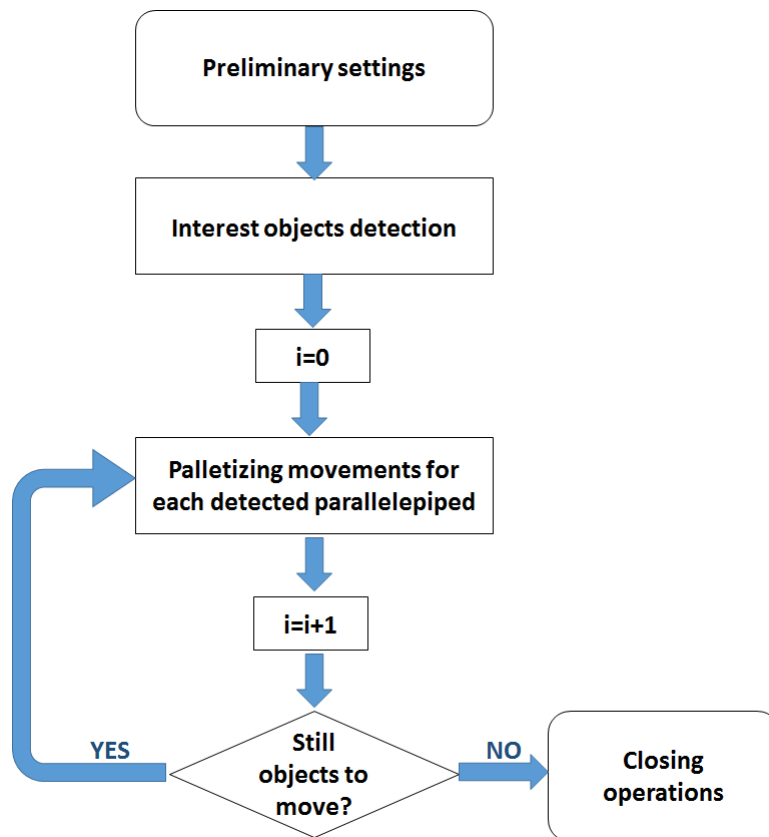 Preliminary settings
Interest objects detection
i=0
Palletizing movements for
each detected parallelepiped
i=i+1
Still
objects to
move?
YES
NO
Closing
operations